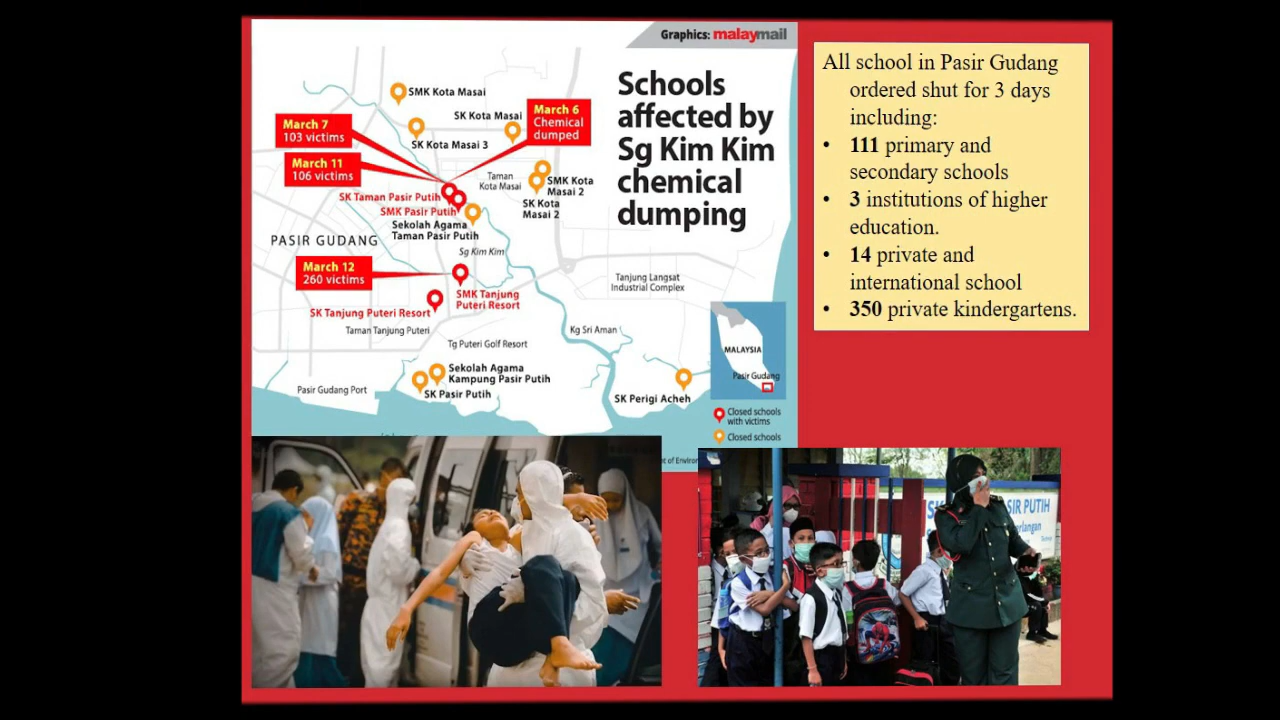 Graphics: malaymail
Schools
affected by
Sg Kim Kim
chemical
dumping
SMK Kota Masai
SK Kota Masai
SK Kota Masai 3
March 6
Chemical
dumped
March 7
103 victims
March 11
106 victims
Taman
Kota Masai
SMK Kota
Masai 2
SK Kota
Masai 2
SK Taman Pasir Putih
SMK Pasir Putih
Sekolah Agama
Taman Pasir Putih
PASIR GUDANG
Sg Kim Kim
March 12
260 victims
SMK Tanjung
Puteri Resort
SK Tanjung Puteri Resort
Taman Tanjung Puteri
Tanjung Langsat
Industrial Complex
Kg Sri Aman
Tg Puteri Golf Resort
Sekolah Agama
Kampung Pasir Putih
SK Pasir Putih
Pasir Gudang Port
SK Perigi Acheh
MALAYSIA
Pasir Gudang
Closed schools
with victims
Closed schools
All school in Pasir Gudang
ordered shut for 3 days
including:
• 111 primary and
secondary schools
• 3 institutions of higher
education.
• 14 private and
international school
• 350 private kindergartens.
SIR PUTIH